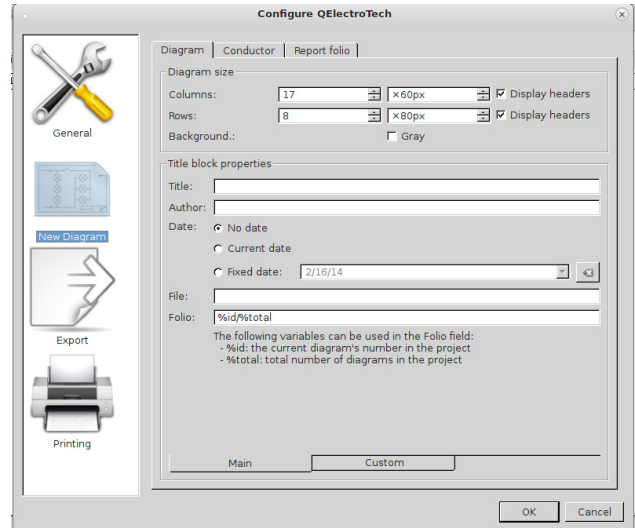 Configure QElectroTech
General
New Diagram
Export
Printing
Diagram Conductor Report folio
Diagram size
Columns: 17 ×60px Display headers
Rows: 8 ×80px Display headers
Background.: Gray
Title block properties
Title:
Author:
Date: No date
Current date
Fixed date: 2/16/14
File:
Folio: %id/%total
The following variables can be used in the Folio field:
- %id: the current diagram's number in the project
- %total: total number of diagrams in the project
Main Custom
OK Cancel